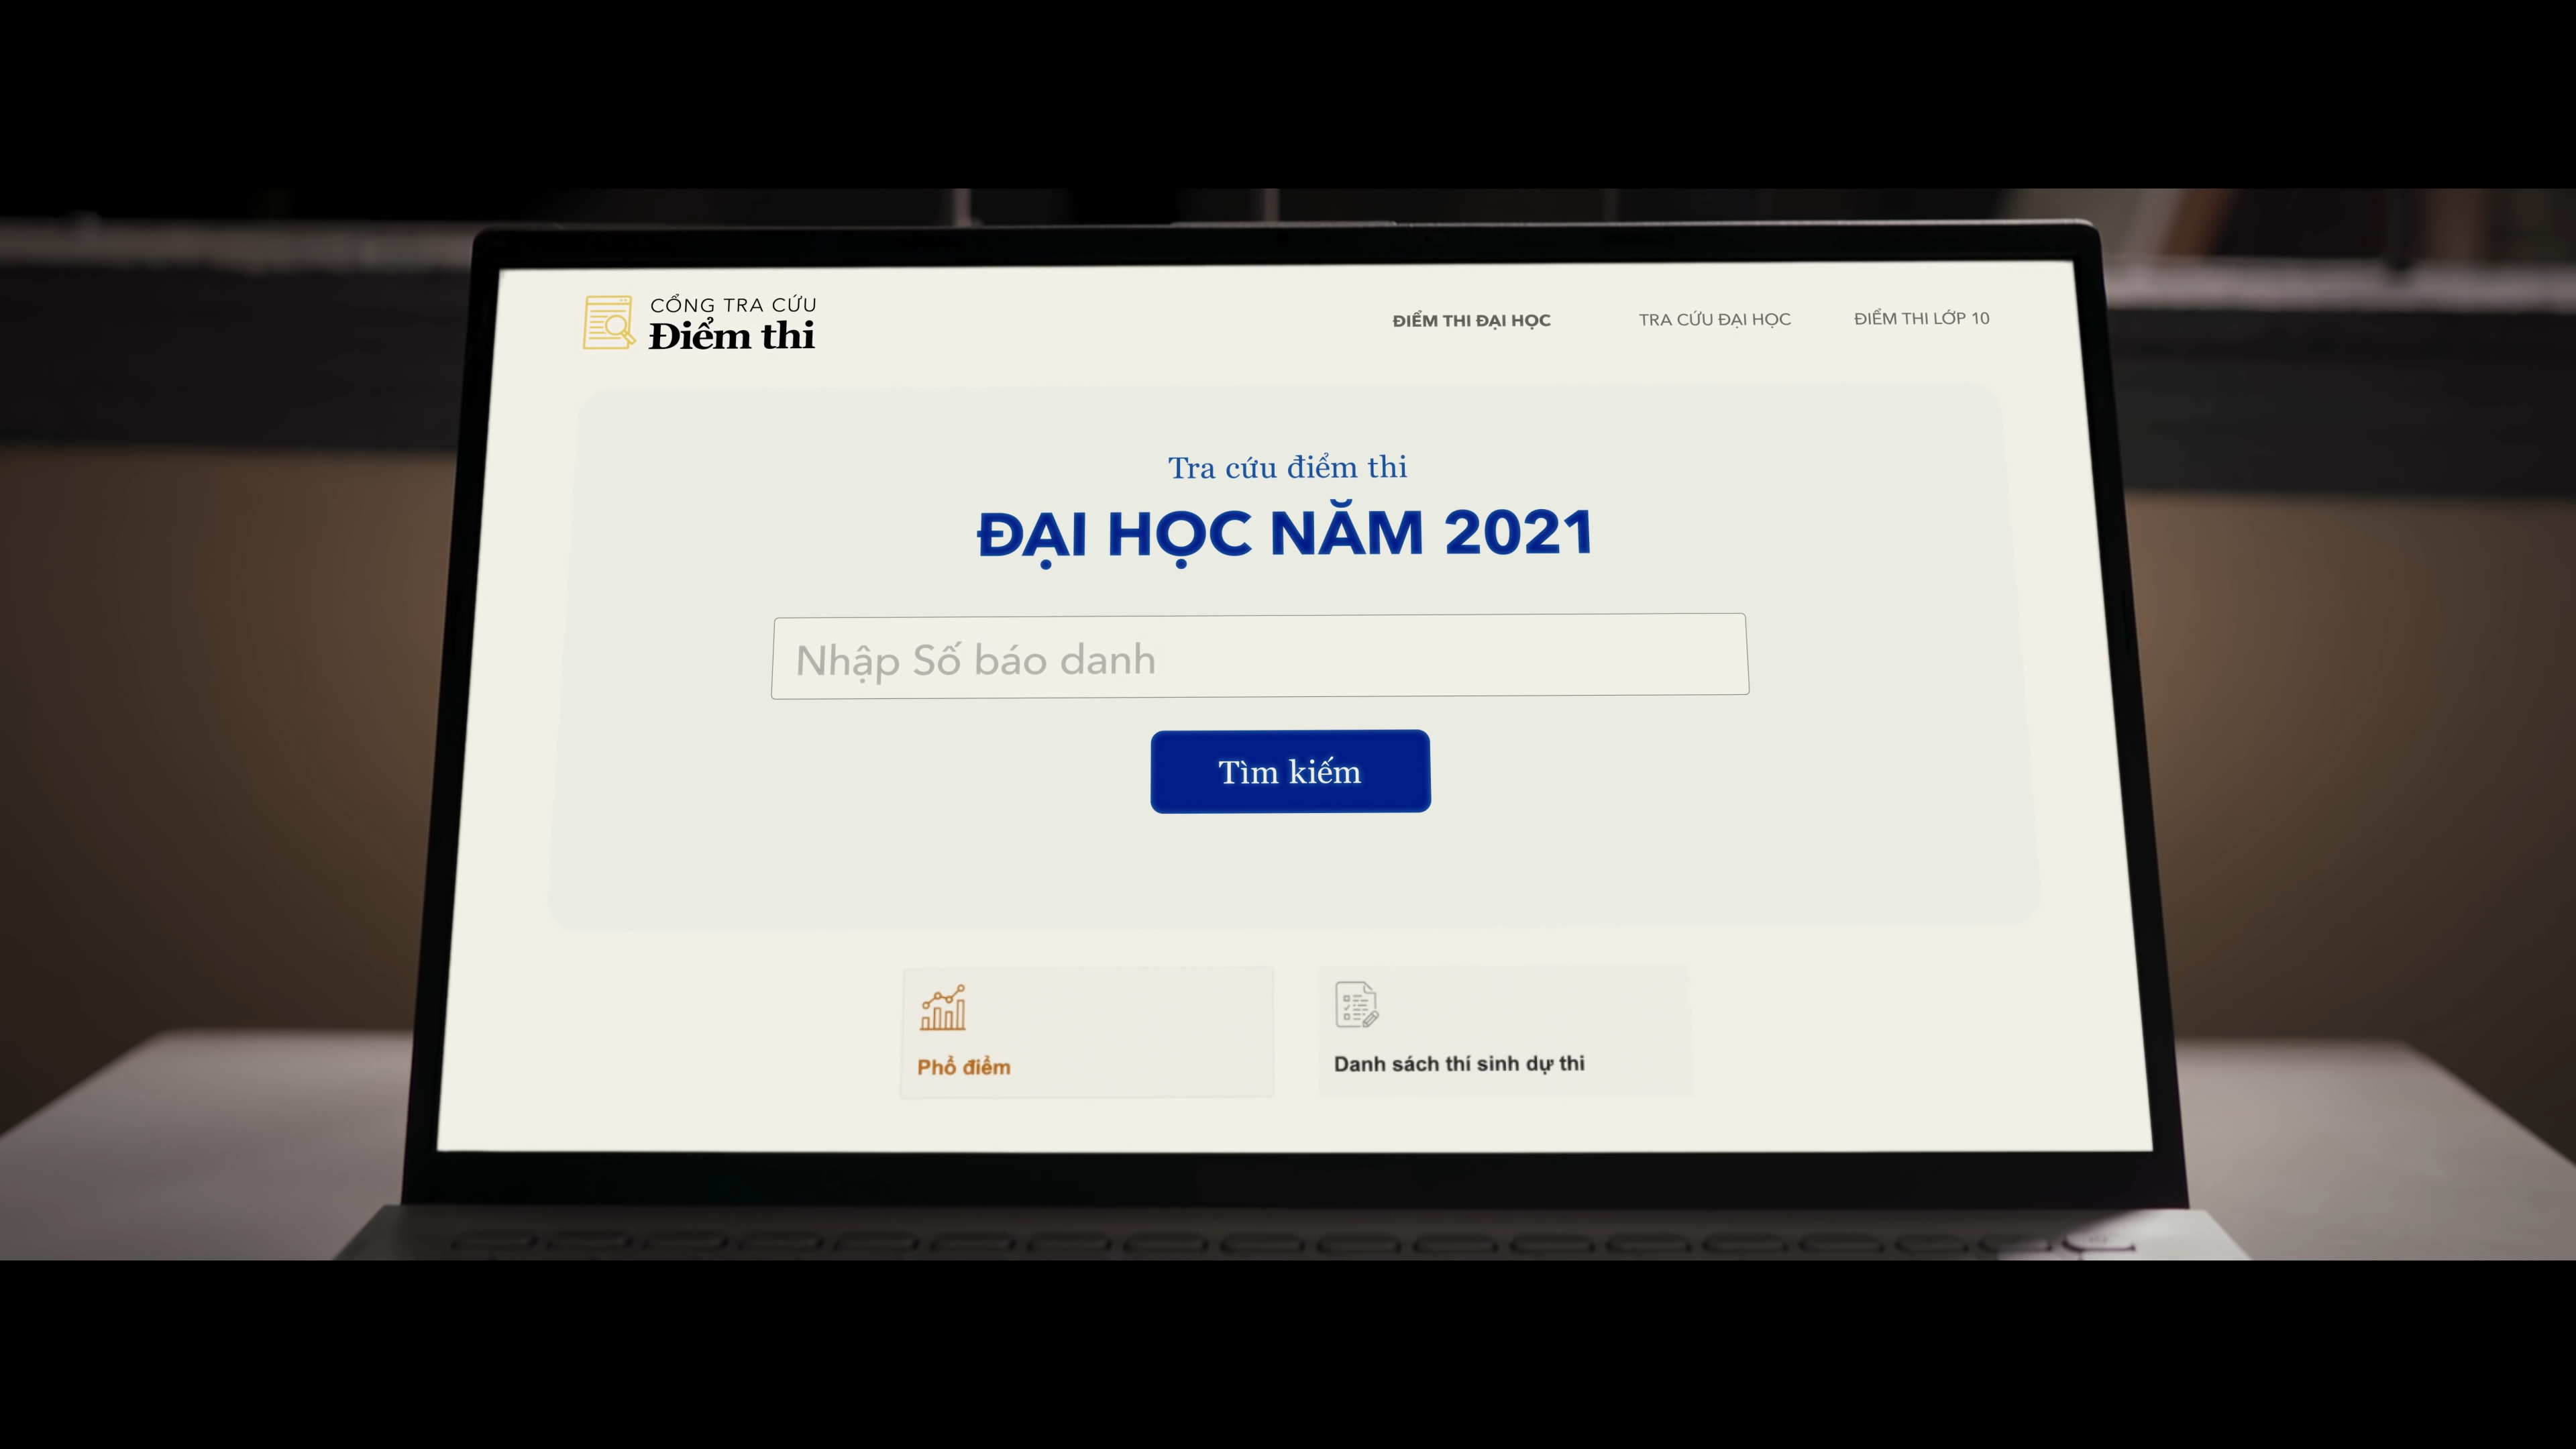 CỔNG TRA CỨU
Điểm thi
ĐIỂM THI ĐẠI HỌC
TRA CỨU ĐẠI HỌC
ĐIỂM THI LỚP 10
Tra cứu điểm thi
ĐẠI HỌC NĂM 2021
Nhập Số báo danh
Tìm kiếm
Phổ điểm
Danh sách thí sinh dự thi